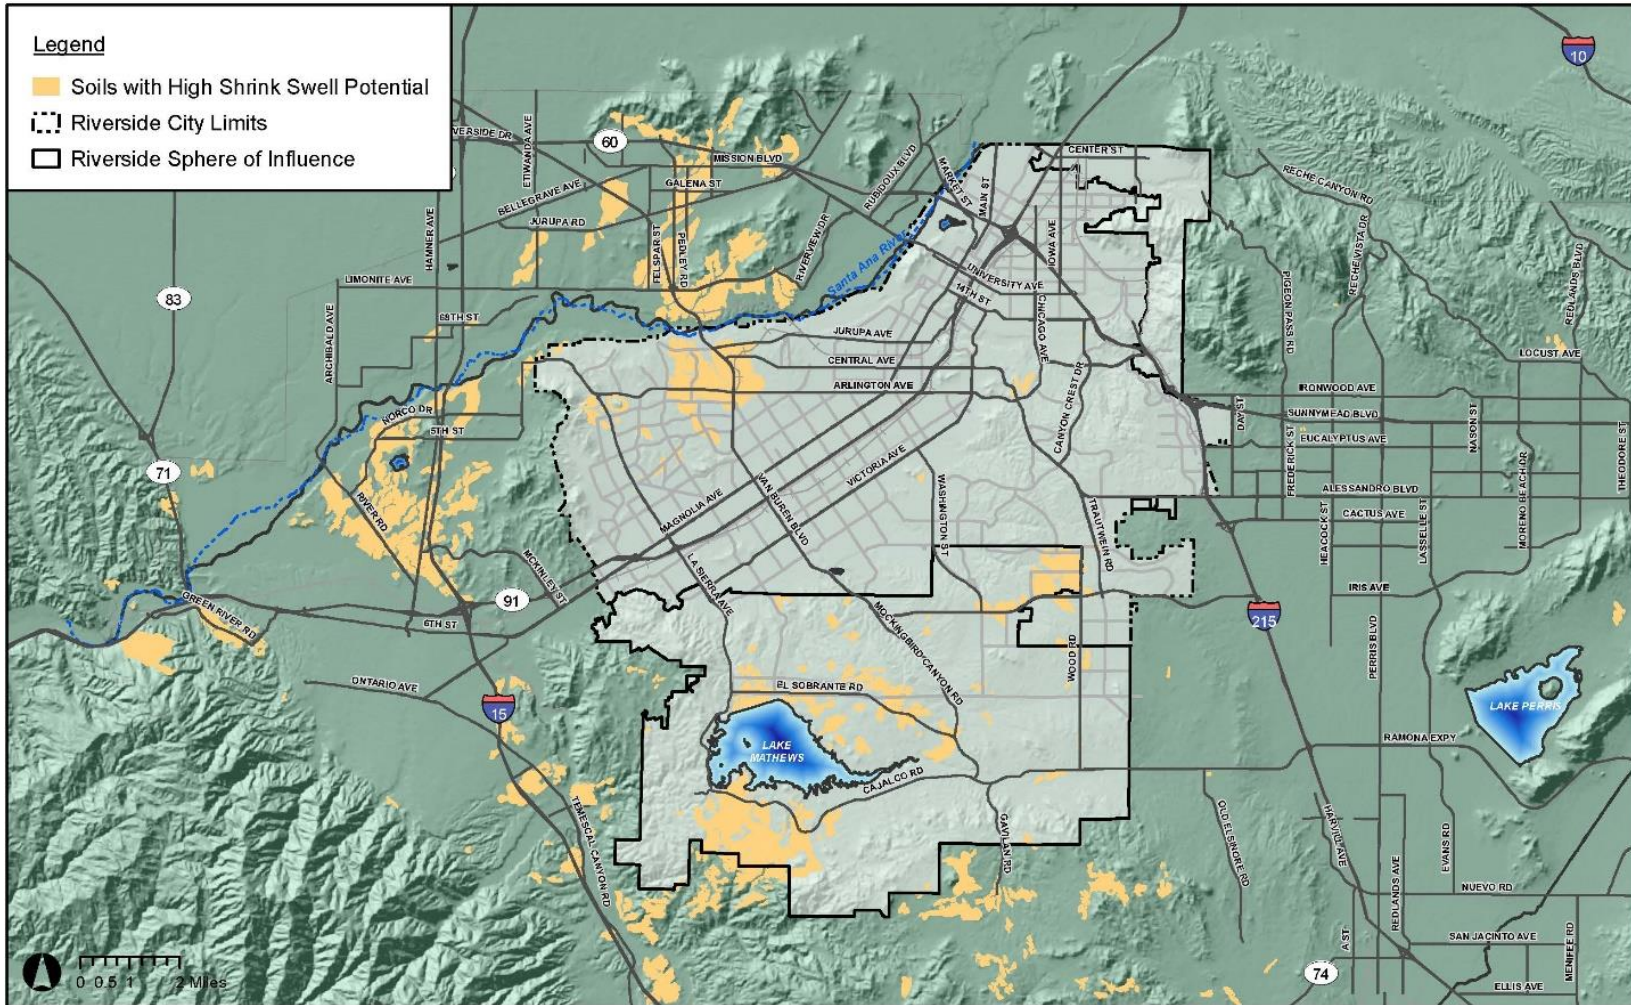 Legend
Soils with High Shrink Swell Potential
Riverside City Limits
Riverside Sphere of Influence
10
VERSIDE DR
ETIWANDA AVE
60
MISSION BLVD
GALENA ST
BELLEGRAVE AVE
JURUPA RD
HAMNER AVE
FELSPAR ST
PEDLEY RD
RIVERVIEW DR
RUBIDOUX BLVD
MARKET ST
MAIN ST
CENTER ST
IOWA AVE
RECHE CANYON RD
RECHE VISTA DR
REDLANDS BLVD
PIGEON PASS RD
LIMONITE AVE
83
68TH ST
ARCHIBALD AVE
Santa Ana River
UNIVERSITY AVE
14TH ST
CHICAGO AVE
JURUPA AVE
CENTRAL AVE
ARLINGTON AVE
CANYON CREST DR
LOCUST AVE
IRONWOOD AVE
DAY ST
SUNNYMEAD BLVD
NASON ST
EUCALYPTUS AVE
FREDERICK ST
THEODORE ST
MORENO BEACH DR
NORCO DR
5TH ST
71
RIVER RD
MAGNOLIA AVE
VAN BUREN BLVD
VICTORIA AVE
WASHINGTON ST
TRAUTWEIN RD
ALESSANDRO BLVD
CACTUS AVE
HEACOCK ST
LASSELLE ST
MCKINLEY ST
LA SIERRA AVE
IRIS AVE
GREEN RIVER RD
91
6TH ST
MOCKINGBIRD CANYON RD
WOOD RD
215
PERRIS BLVD
ONTARIO AVE
15
EL SOBRANTE RD
LAKE
MATHEWS
CAJALCO RD
LAKE PERRIS
RAMONA EXPY
TEMESCAL CANYON RD
GAVILAN RD
OLD ELSINORE RD
HARVILL AVE
EVANS RD
REDLANDS AVE
NUEVO RD
A ST
SAN JACINTO AVE
MENIFEE RD
74
ELLIS AVE
0 0.5 1 2 Miles